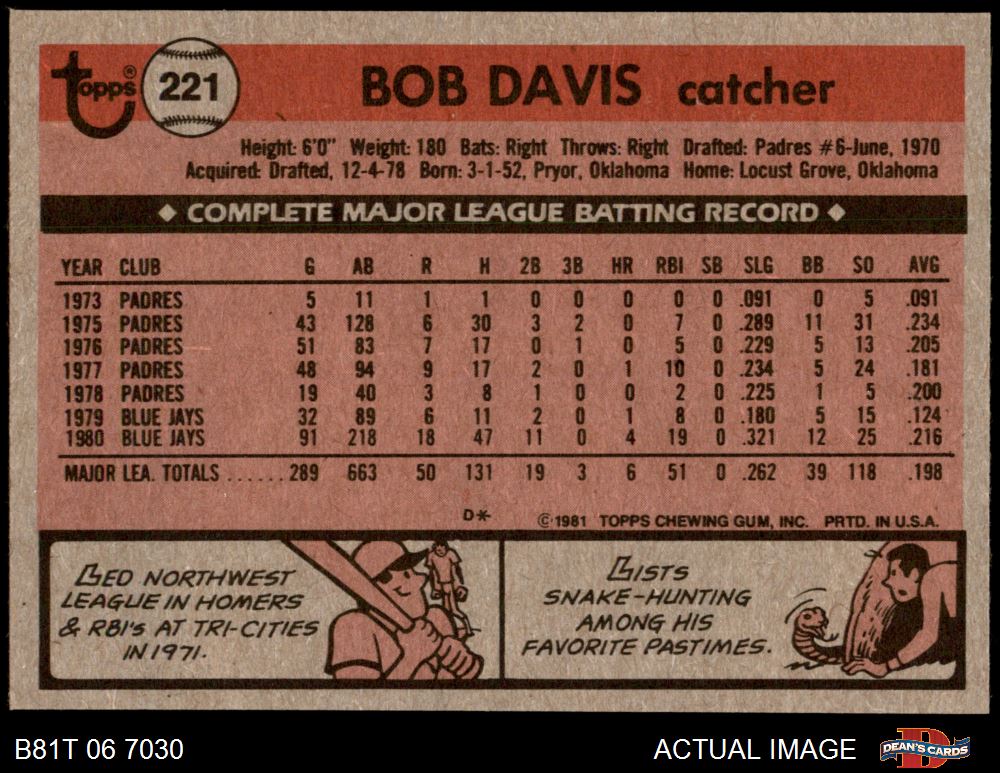 topps® 221 BOB DAVIS catcher
Height: 6'0" Weight: 180 Bats: Right Throws: Right Drafted: Padres #6-June, 1970
Acquired: Drafted, 12-4-78 Born: 3-1-52, Pryor, Oklahoma Home: Locust Grove, Oklahoma
◆ COMPLETE MAJOR LEAGUE BATTING RECORD ◆
YEAR CLUB G AB R H 2B 3B HR RBI SB SLG BB SO AVG
1973 PADRES 5 11 1 1 0 0 0 0 0 .091 0 5 .091
1975 PADRES 43 128 6 30 3 2 0 7 0 .289 11 31 .234
1976 PADRES 51 83 7 17 0 1 0 5 0 .229 5 13 .205
1977 PADRES 48 94 9 17 2 0 1 10 0 .234 5 24 .181
1978 PADRES 19 40 3 8 1 0 0 2 0 .225 1 5 .200
1979 BLUE JAYS 32 89 6 11 2 0 1 8 0 .180 5 15 .124
1980 BLUE JAYS 91 218 18 47 11 0 4 19 0 .321 12 25 .216
MAJOR LEA. TOTALS ...... 289 663 50 131 19 3 6 51 0 .262 39 118 .198
D* ©1981 TOPPS CHEWING GUM, INC. PRTD. IN U.S.A.
LED NORTHWEST
LEAGUE IN HOMERS
& RBI's AT TRI-CITIES
IN 1971.
LISTS
SNAKE-HUNTING
AMONG HIS
FAVORITE PASTIMES.
B81T 06 7030 ACTUAL IMAGE D DEAN'S CARDS